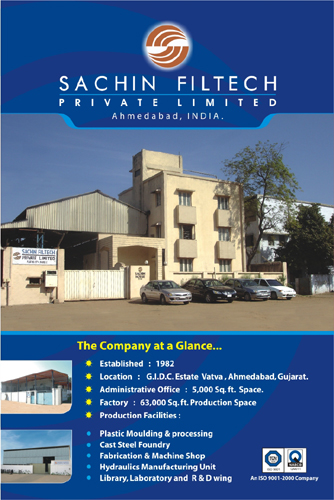 SACHIN FILTECH
PRIVATE LIMITED
Ahmedabad, INDIA.
SACHIN FILTECH
PRIVATE LIMITED
The Company at a Glance...
Established : 1982
Location : G.I.D.C. Estate Vatva , Ahmedabad, Gujarat.
Administrative Office : 5,000 Sq. ft. Space.
Factory : 63,000 Sq. ft. Production Space
Production Facilities :
Plastic Moulding & processing
Cast Steel Foundry
Fabrication & Machine Shop
Hydraulics Manufacturing Unit
Library, Laboratory and R & D wing
An ISO 9001-2000 Company